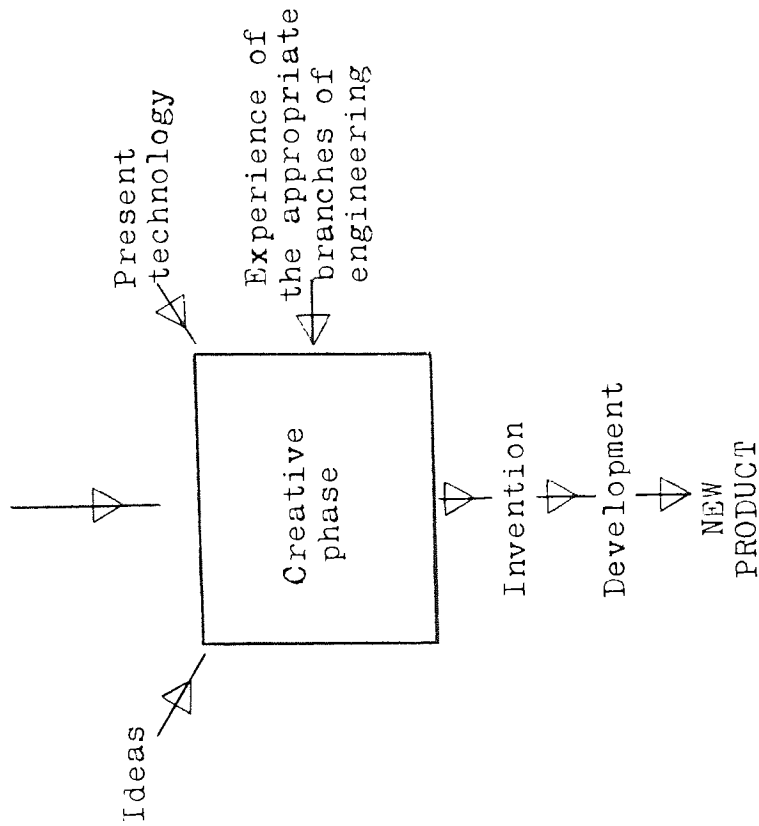 Ideas
Present
technology
Experience of
the appropriate
branches of
engineering
Creative
phase
Invention
Development
NEW
PRODUCT